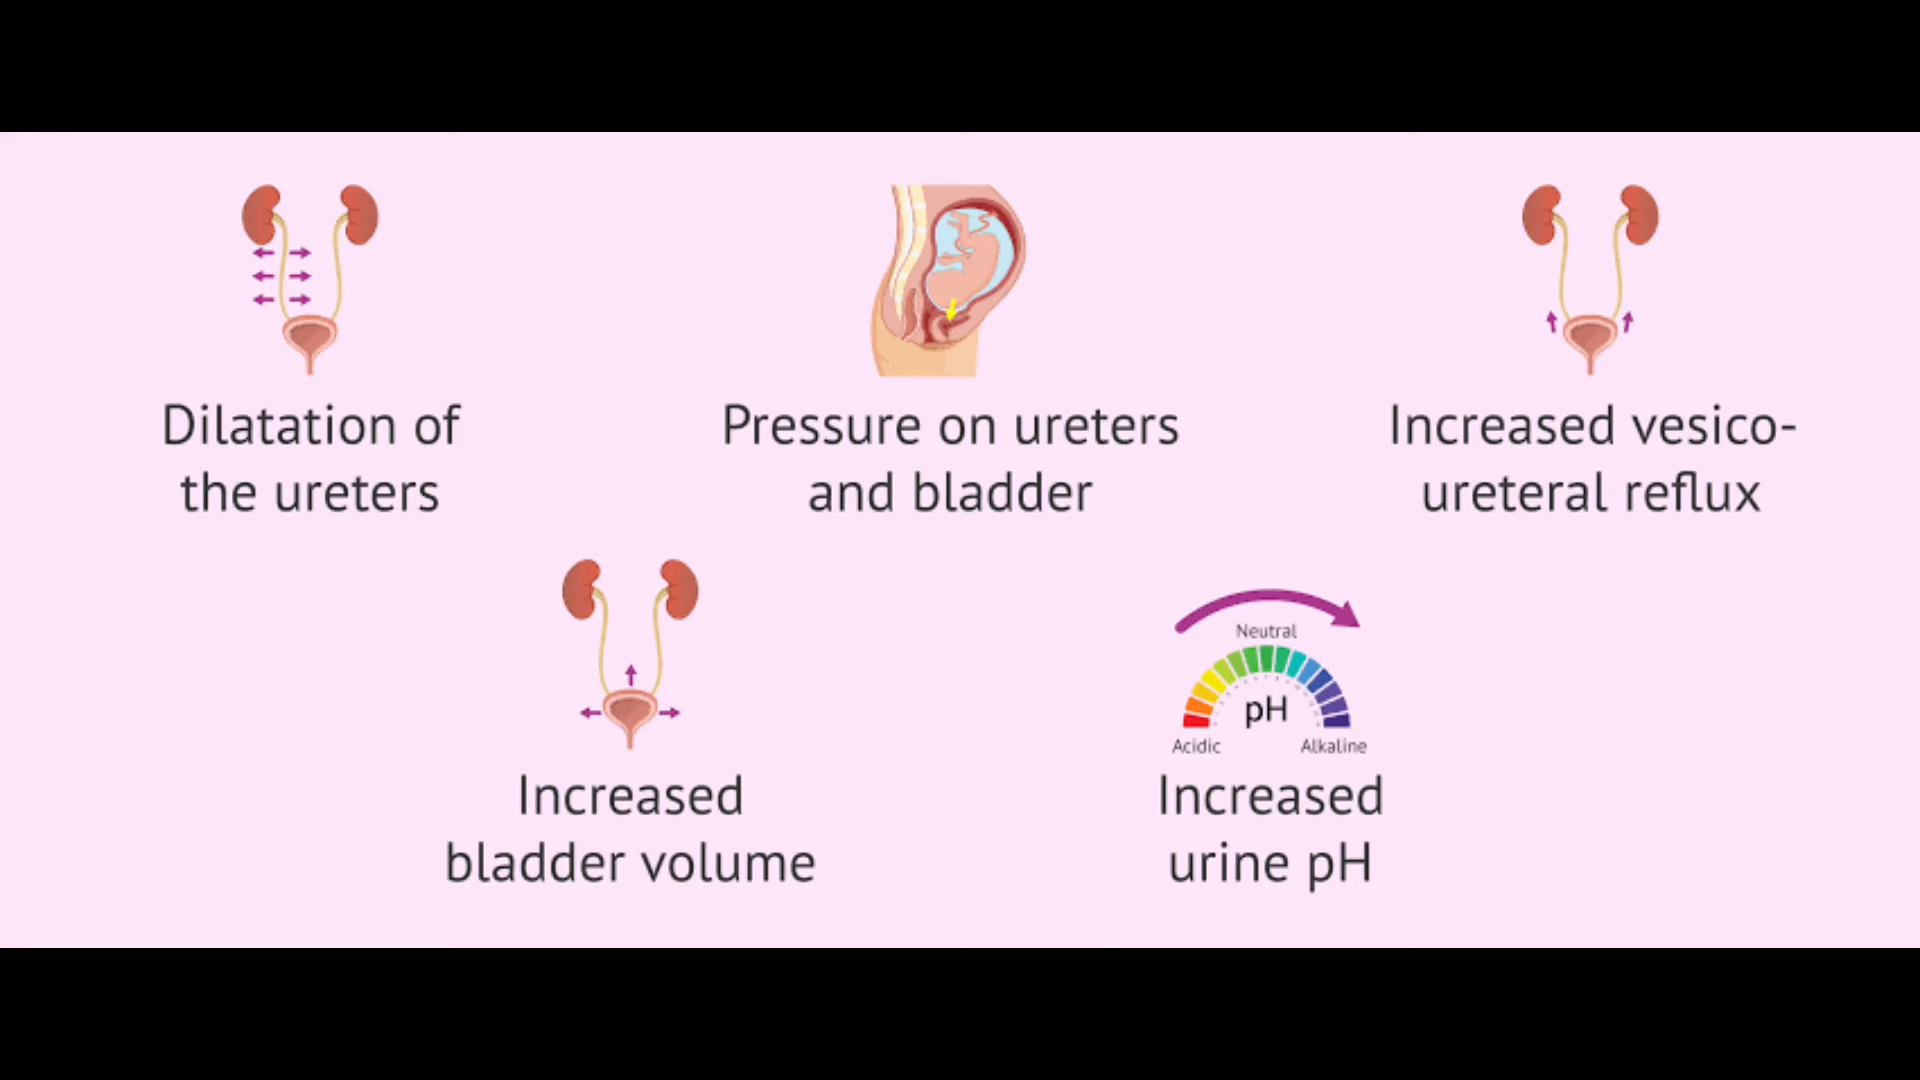 Dilatation of
the ureters
Pressure on ureters
and bladder
Increased vesico-
ureteral reflux
Increased
bladder volume
Neutral
pH
Acidic
Alkaline
Increased
urine pH